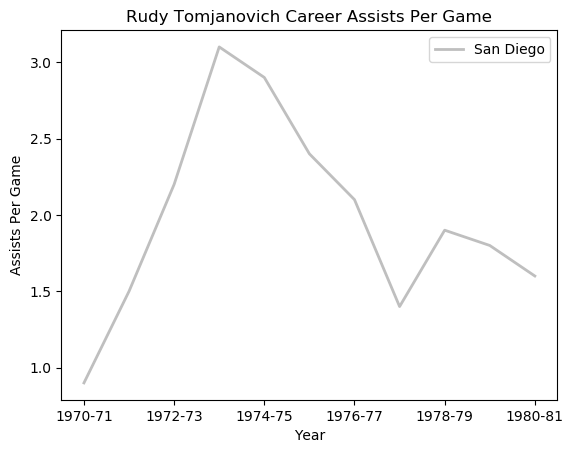 Rudy Tomjanovich Career Assists Per Game
San Diego
3.0
2.5
2.0
1.5
1.0
Assists Per Game
1970-71 1972-73 1974-75 1976-77 1978-79 1980-81
Year